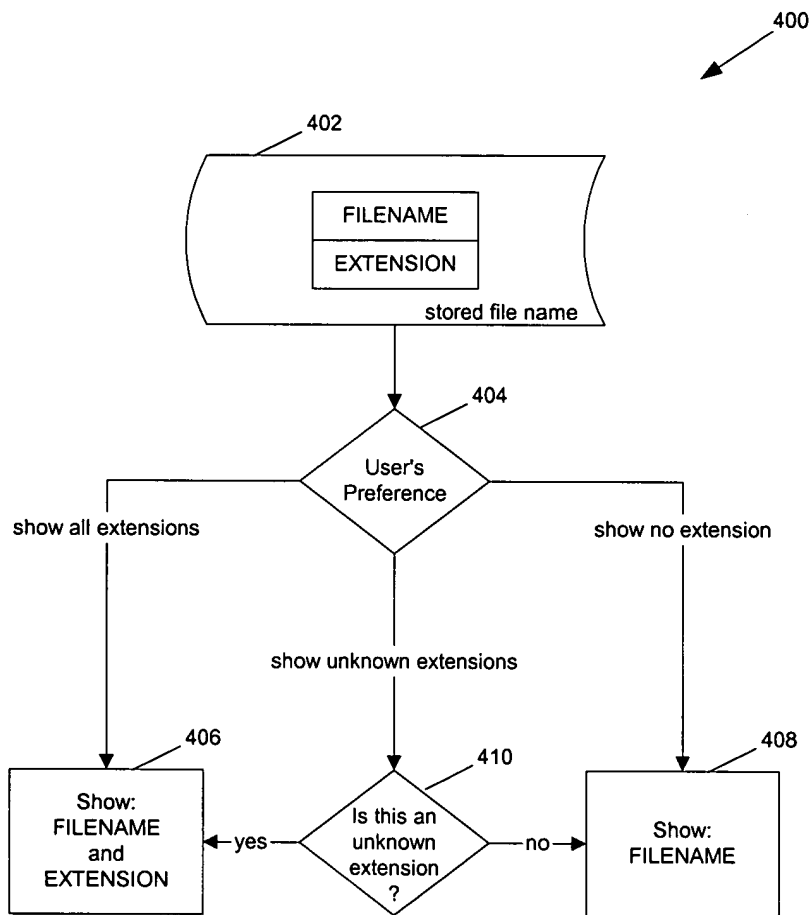 400
402
FILENAME
EXTENSION
stored file name
404
User's
Preference
show all extensions
show no extension
show unknown extensions
406
410
408
Show:
FILENAME
and
EXTENSION
yes
Is this an
unknown
extension
?
no
Show:
FILENAME